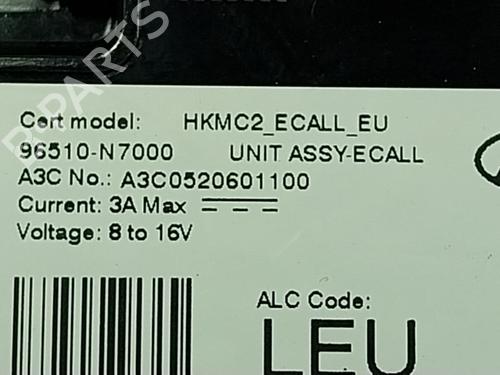 B-PARTS
Cert model: HKMC2_ECALL_EU
96510-N7000 UNIT ASSY-ECALL
A3C No.: A3C0520601100
Current: 3A Max
Voltage: 8 to 16V
ALC Code:
LEU